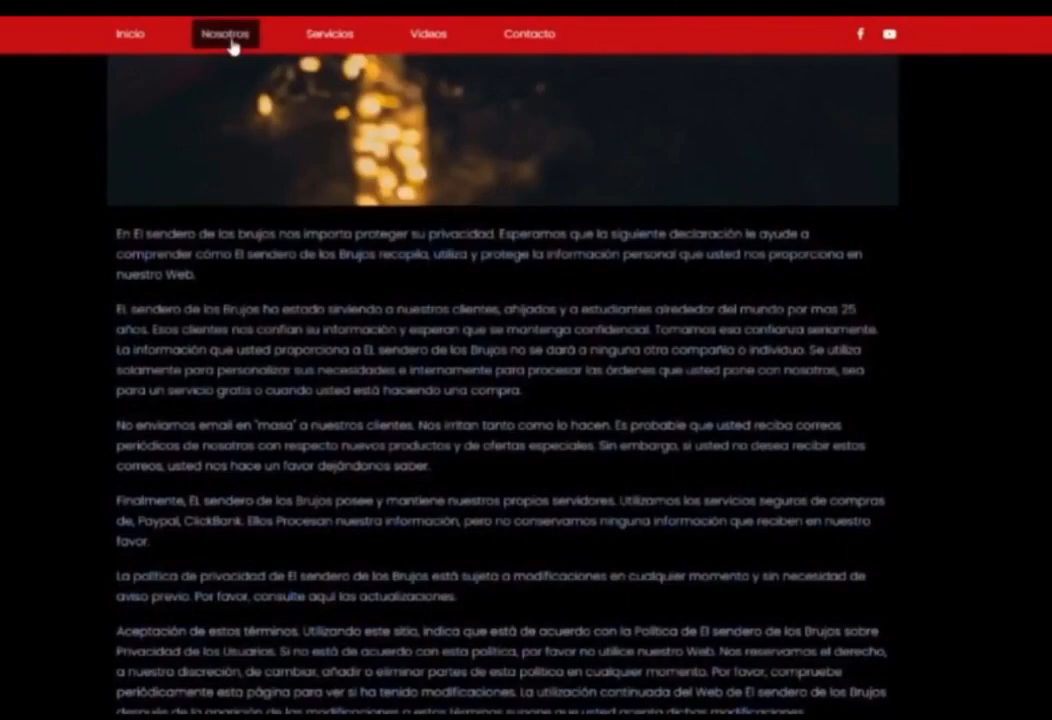 Inicio Nosotros Servicios Videos Contacto
En El sendero de los brujos nos importa proteger su privacidad. Esperamos que la siguiente declaración le ayude a
comprender cómo El sendero de los Brujos recopila, utiliza y protege la información personal que usted nos proporciona en
nuestro Web.
EL sendero de los Brujos ha estado sirviendo a nuestros clientes, ahijados y a estudiantes alrededor del mundo por mas 25
años. Esos clientes nos confían su información y esperan que se mantenga confidencial. Tomamos esa confianza seriamente.
La información que usted proporciona a EL sendero de los Brujos no se dará a ninguna otra compañía o individuo. Se utiliza
solamente para personalizar sus necesidades e internamente para procesar las órdenes que usted pone con nosotros, sea
para un servicio gratis o cuando usted está haciendo una compra.
No enviamos email en "masa" a nuestros clientes. Nos irritan tanto como lo hacen. Es probable que usted reciba correos
periódicos de nosotros con respecto nuevos productos y de ofertas especiales. Sin embargo, si usted no desea recibir estos
correos, usted nos hace un favor dejándonos saber.
Finalmente, EL sendero de los Brujos posee y mantiene nuestros propios servidores. Utilizamos los servicios seguros de compras
de, Paypal, ClickBank. Ellos Procesan nuestra información, pero no conservamos ninguna información que reciben en nuestro
favor.
La política de privacidad de El sendero de los Brujos está sujeta a modificaciones en cualquier momento y sin necesidad de
aviso previo. Por favor, consulte aquí las actualizaciones.
Aceptación de estos términos. Utilizando este sitio, indica que está de acuerdo con la Política de El sendero de los Brujos sobre
Privacidad de los Usuarios. Si no está de acuerdo con esta política, por favor no utilice nuestro Web. Nos reservamos el derecho,
a nuestra discreción, de cambiar, añadir o eliminar partes de esta política en cualquier momento. Por favor, compruebe
periódicamente esta página para ver si ha tenido modificaciones. La utilización continuada del Web de El sendero de los Brujos
después de la aparición de las modificaciones a estos términos supone que usted acepta dichas modificaciones.